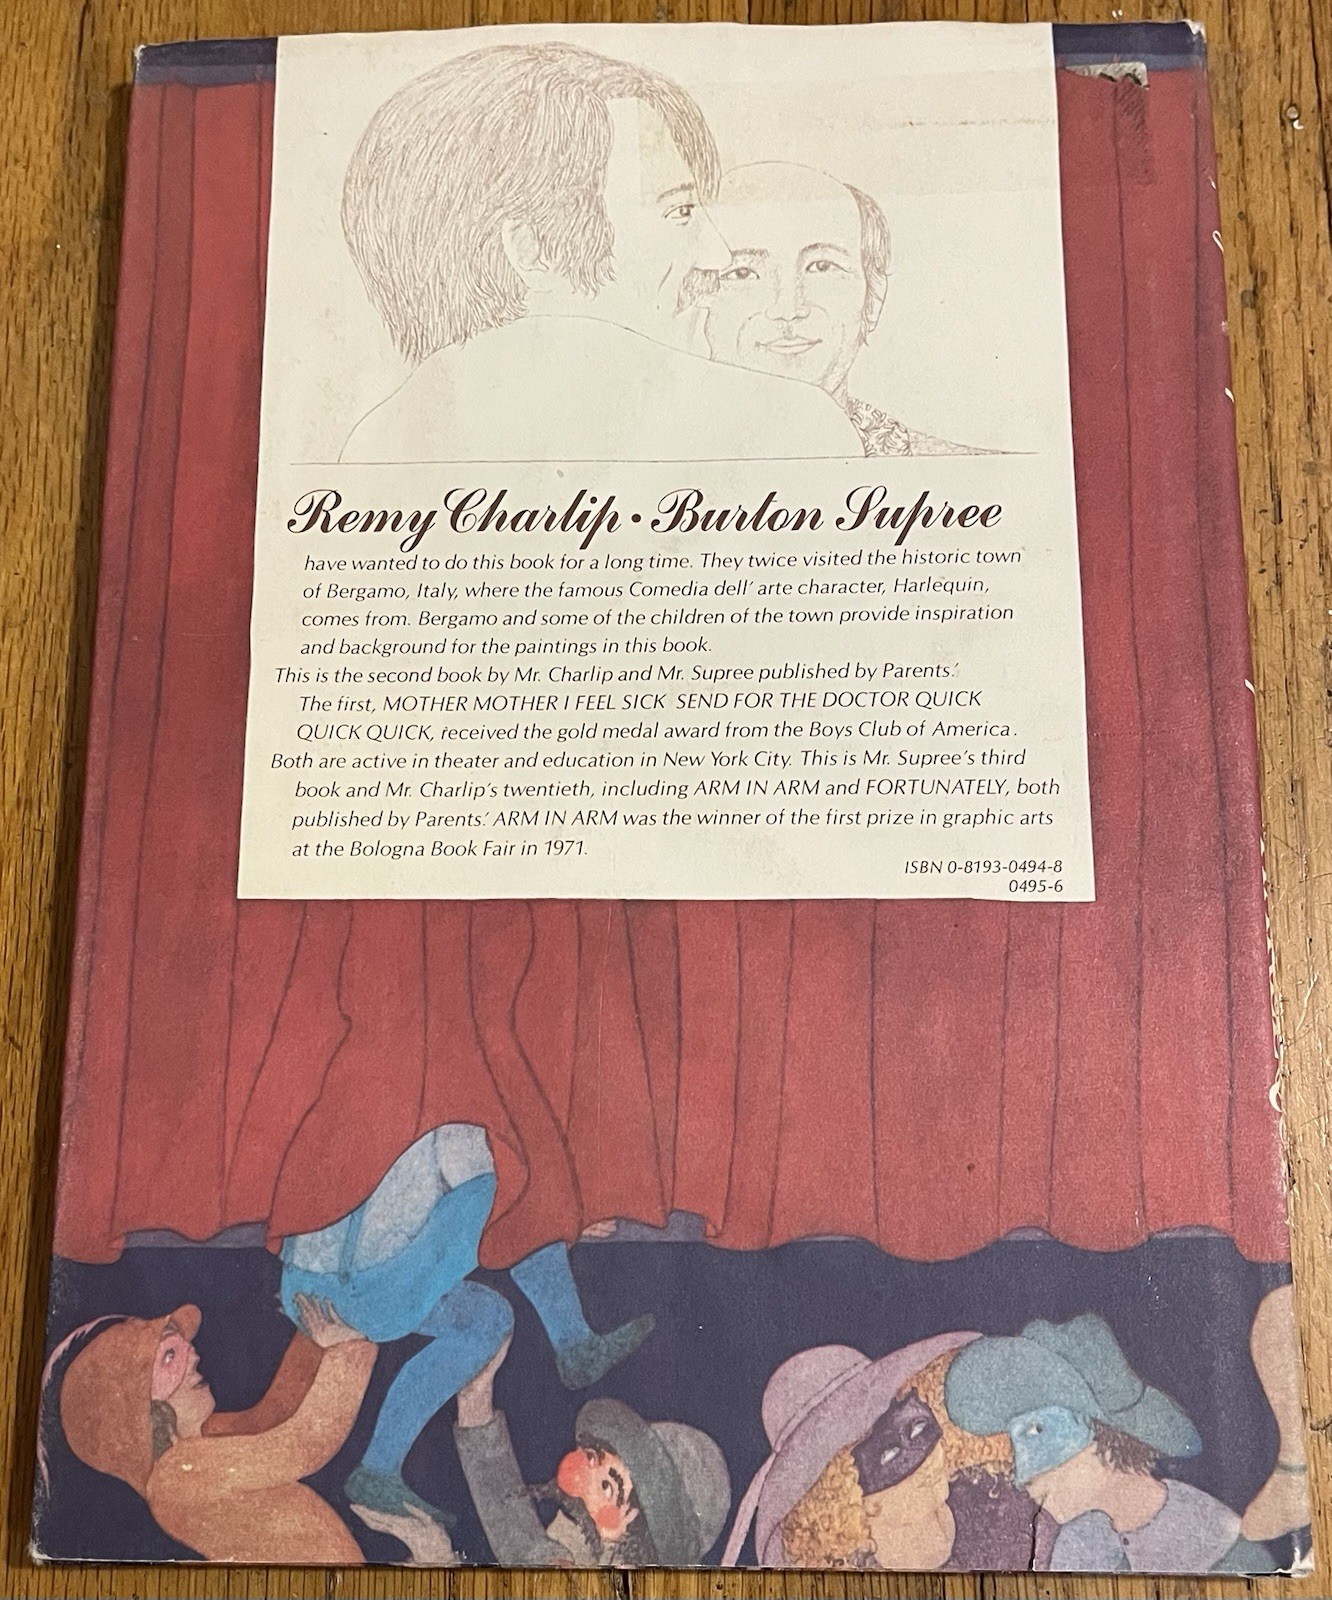 Remy Charlip • Burton Supree
have wanted to do this book for a long time. They twice visited the historic town
of Bergamo, Italy, where the famous Comedia dell' arte character, Harlequin,
comes from. Bergamo and some of the children of the town provide inspiration
and background for the paintings in this book.
This is the second book by Mr. Charlip and Mr. Supree published by Parents.'
The first, MOTHER MOTHER I FEEL SICK SEND FOR THE DOCTOR QUICK
QUICK QUICK, received the gold medal award from the Boys Club of America.
Both are active in theater and education in New York City. This is Mr. Supree's third
book and Mr. Charlip's twentieth, including ARM IN ARM and FORTUNATELY, both
published by Parents.' ARM IN ARM was the winner of the first prize in graphic arts
at the Bologna Book Fair in 1971.
ISBN 0-8193-0494-8
0495-6